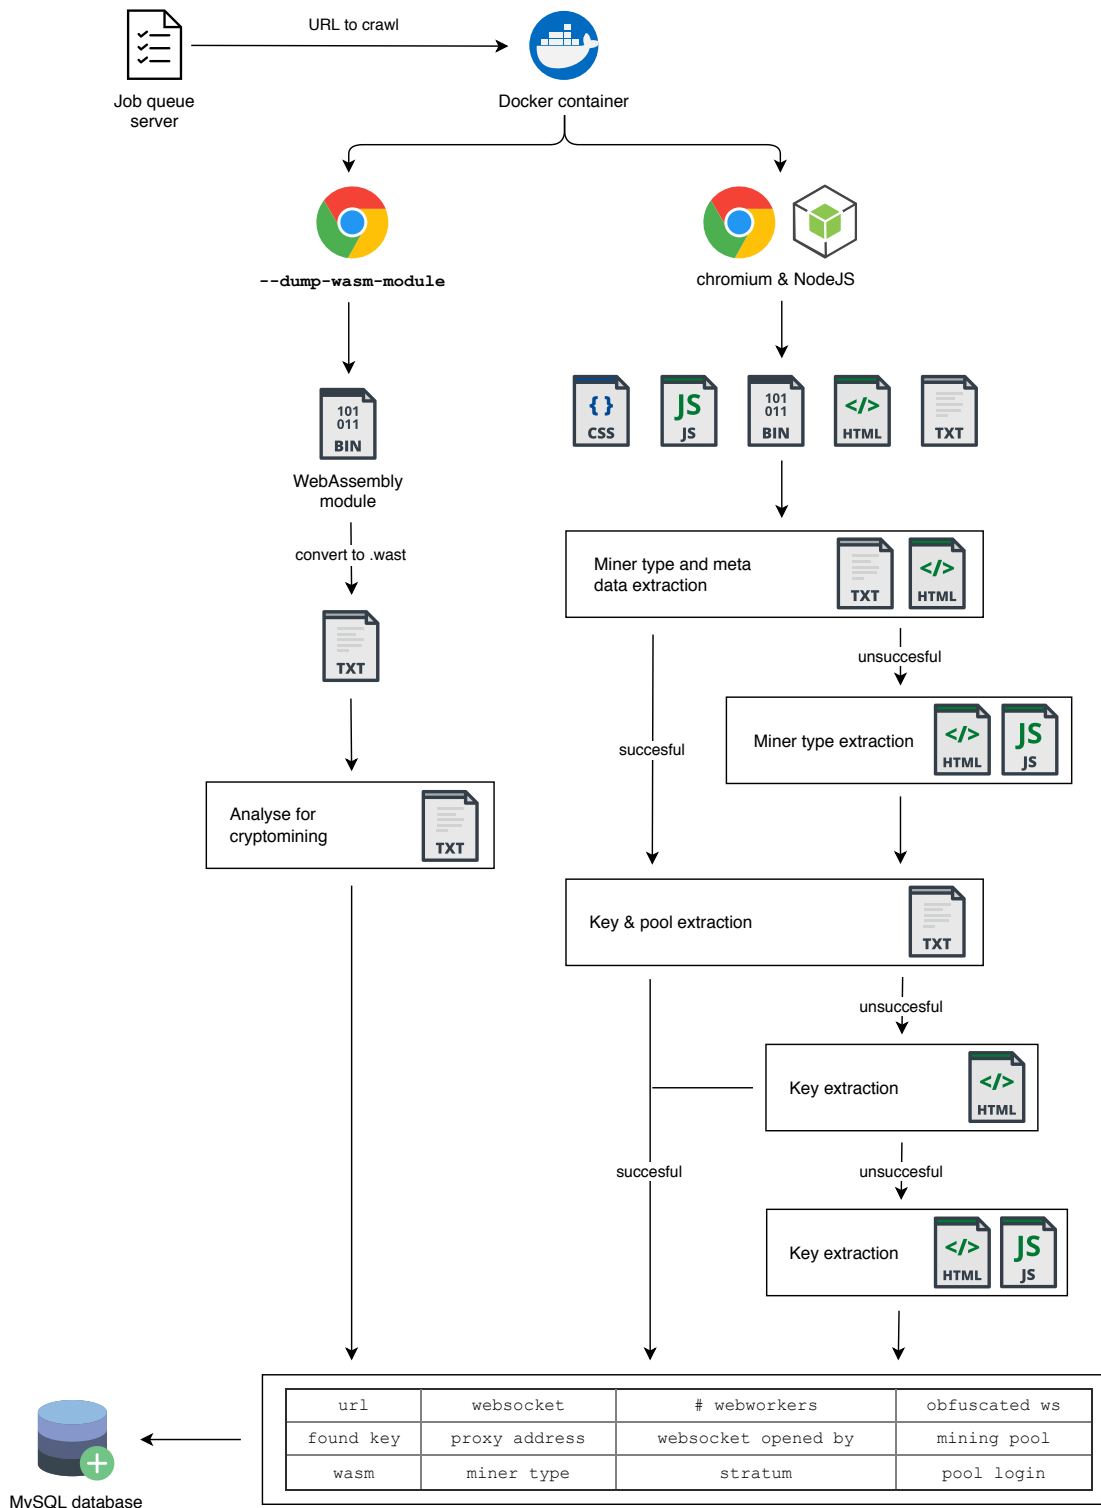 URL to crawl
Job queue
server
Docker container
--dump-wasm-module
chromium & NodeJS
101
011
BIN
{ }
CSS
JS
JS
101
011
BIN
</>
HTML
TXT
WebAssembly
module
convert to .wast
TXT
Miner type and meta
data extraction
TXT
</>
HTML
unsuccesful
succesful
Miner type extraction
</>
HTML
JS
JS
Analyse for
cryptomining
TXT
Key & pool extraction
TXT
unsuccesful
Key extraction
</>
HTML
succesful
unsuccesful
Key extraction
</>
HTML
JS
JS
url websocket # webworkers obfuscated ws
found key proxy address websocket opened by mining pool
wasm miner type stratum pool login
MySQL database